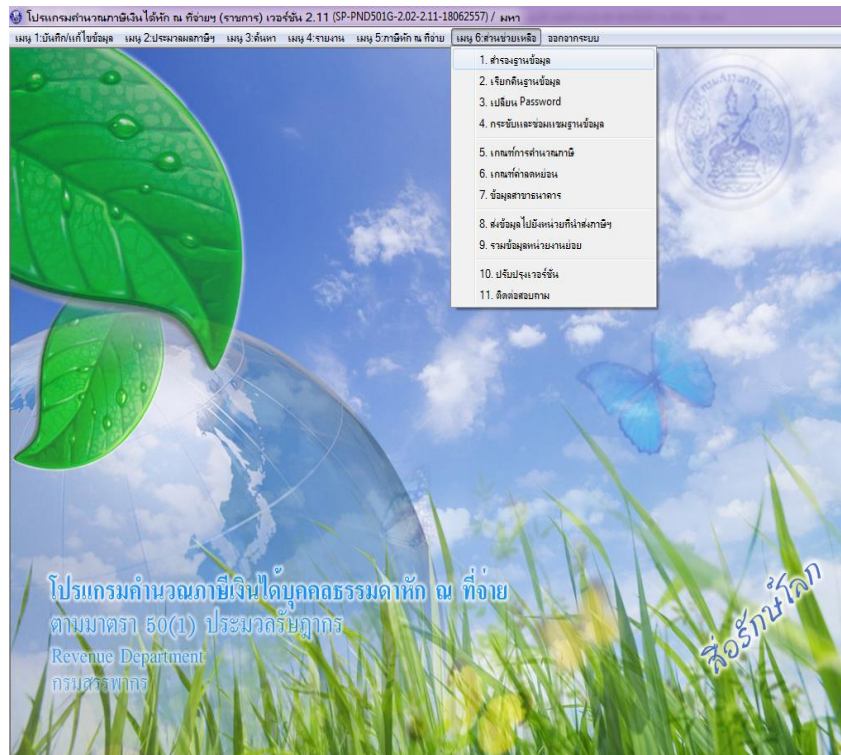 โปรแกรมคำนวณภาษีเงินได้หัก ณ ที่จ่ายฯ (ราชการ) เวอร์ชัน 2.11 (SP-PND501G-2.02-2.11-18062557) / มหา
เมนู 1:บันทึก/แก้ไขข้อมูล เมนู 2:ประมวลผลภาษีฯ เมนู 3:ค้นหา เมนู 4:รายงาน เมนู 5:ภาษีหัก ณ ที่จ่าย เมนู 6:ส่วนช่วยเหลือ ออกจากระบบ
1. สำรองฐานข้อมูล
2. เรียกคืนฐานข้อมูล
3. เปลี่ยน Password
4. กระชับและซ่อมแซมฐานข้อมูล
5. เกณฑ์การคำนวณภาษี
6. เกณฑ์ค่าลดหย่อน
7. ข้อมูลสาขาธนาคาร
8. ส่งข้อมูลไปยังหน่วยที่นำส่งภาษีฯ
9. รวมข้อมูลหน่วยงานย่อย
10. ปรับปรุงเวอร์ชัน
11. ติดต่อสอบถาม
กรมสรรพากร
โปรแกรมคำนวณภาษีเงินได้บุคคลธรรมดาหัก ณ ที่จ่าย
ตามมาตรา 50(1) ประมวลรัษฎากร
Revenue Department
กรมสรรพากร
สื่อรักษ์โลก